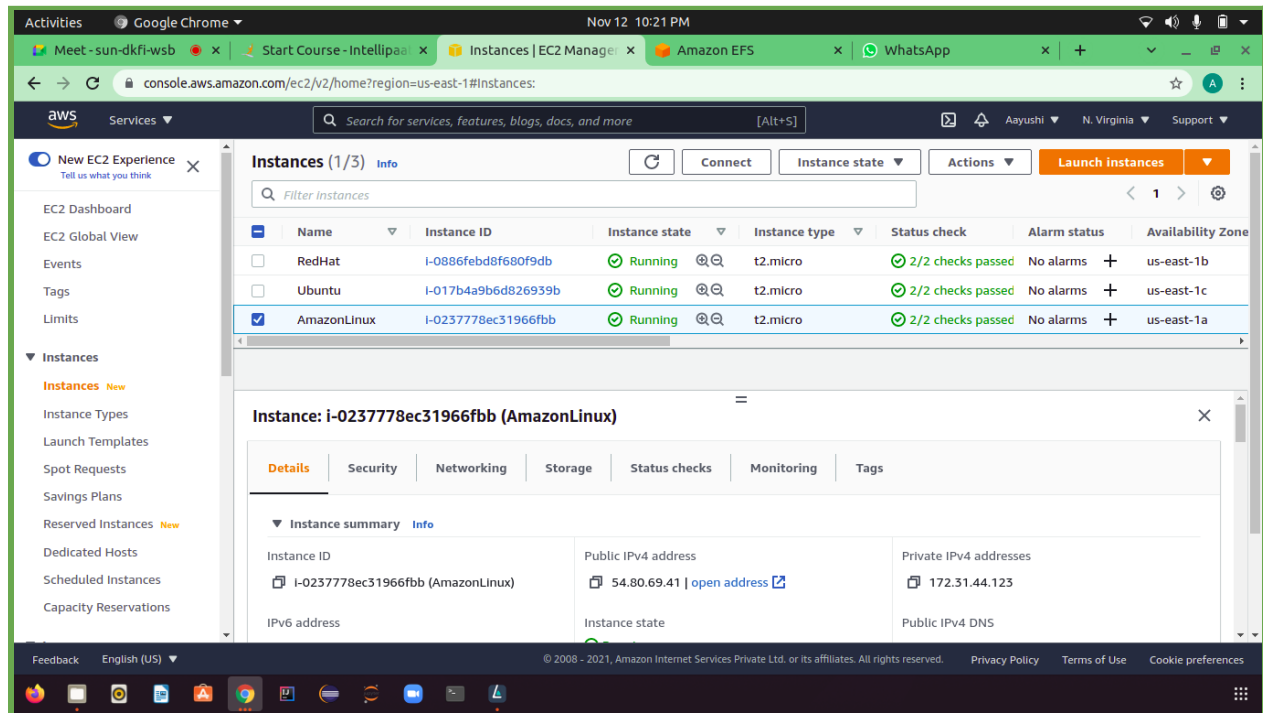 Activities Google Chrome Nov 12 10:21 PM
Meet - sun-dkfi-wsb Start Course - Intellipaat Instances | EC2 Manager Amazon EFS WhatsApp
console.aws.amazon.com/ec2/v2/home?region=us-east-1#Instances: A
aws Services Search for services, features, blogs, docs, and more [Alt+S] Aayushi N. Virginia Support
New EC2 Experience
Tell us what you think
EC2 Dashboard
EC2 Global View
Events
Tags
Limits
Instances
Instances New
Instance Types
Launch Templates
Spot Requests
Savings Plans
Reserved Instances New
Dedicated Hosts
Scheduled Instances
Capacity Reservations
Instances (1/3) Info Connect Instance state Actions Launch instances
Filter instances 1
Name Instance ID Instance state Instance type Status check Alarm status Availability Zone
RedHat i-0886febd8f680f9db Running t2.micro 2/2 checks passed No alarms + us-east-1b
Ubuntu i-017b4a9b6d826939b Running t2.micro 2/2 checks passed No alarms + us-east-1c
AmazonLinux i-0237778ec31966fbb Running t2.micro 2/2 checks passed No alarms + us-east-1a
Instance: i-0237778ec31966fbb (AmazonLinux)
Details Security Networking Storage Status checks Monitoring Tags
Instance summary Info
Instance ID Public IPv4 address Private IPv4 addresses
i-0237778ec31966fbb (AmazonLinux) 54.80.69.41 | open address 172.31.44.123
IPv6 address Instance state Public IPv4 DNS
Feedback English (US) © 2008 - 2021, Amazon Internet Services Private Ltd. or its affiliates. All rights reserved. Privacy Policy Terms of Use Cookie preferences